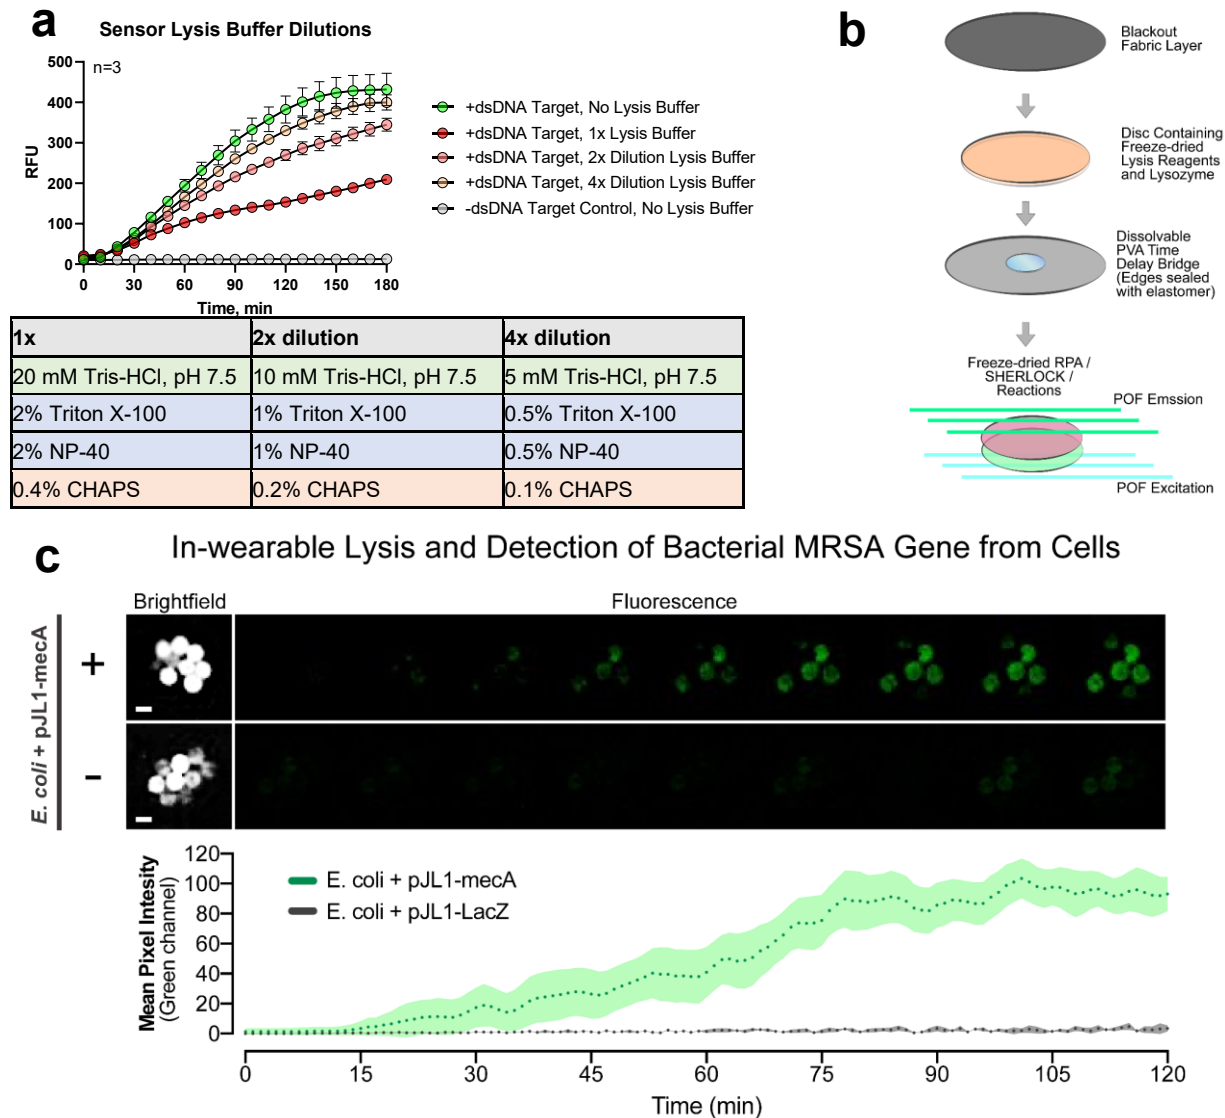 a
Sensor Lysis Buffer Dilutions
n=3
500
400
300
200
100
0
RFU
0 30 60 90 120 150 180
Time, min
+dsDNA Target, No Lysis Buffer
+dsDNA Target, 1x Lysis Buffer
+dsDNA Target, 2x Dilution Lysis Buffer
+dsDNA Target, 4x Dilution Lysis Buffer
-dsDNA Target Control, No Lysis Buffer
1x 2x dilution 4x dilution
20 mM Tris-HCl, pH 7.5 10 mM Tris-HCl, pH 7.5 5 mM Tris-HCl, pH 7.5
2% Triton X-100 1% Triton X-100 0.5% Triton X-100
2% NP-40 1% NP-40 0.5% NP-40
0.4% CHAPS 0.2% CHAPS 0.1% CHAPS
b
Blackout
Fabric Layer
Disc Containing
Freeze-dried
Lysis Reagents
and Lysozyme
Dissolvable
PVA Time
Delay Bridge
(Edges sealed
with elastomer)
Freeze-dried RPA /
SHERLOCK /
Reactions
POF Emssion
POF Excitation
c
In-wearable Lysis and Detection of Bacterial MRSA Gene from Cells
Brightfield
Fluorescence
E. coli + pJL1-mecA
+
-
120
100
80
60
40
20
0
Mean Pixel Intesity
(Green channel)
E. coli + pJL1-mecA
E. coli + pJL1-LacZ
0 15 30 45 60 75 90 105 120
Time (min)